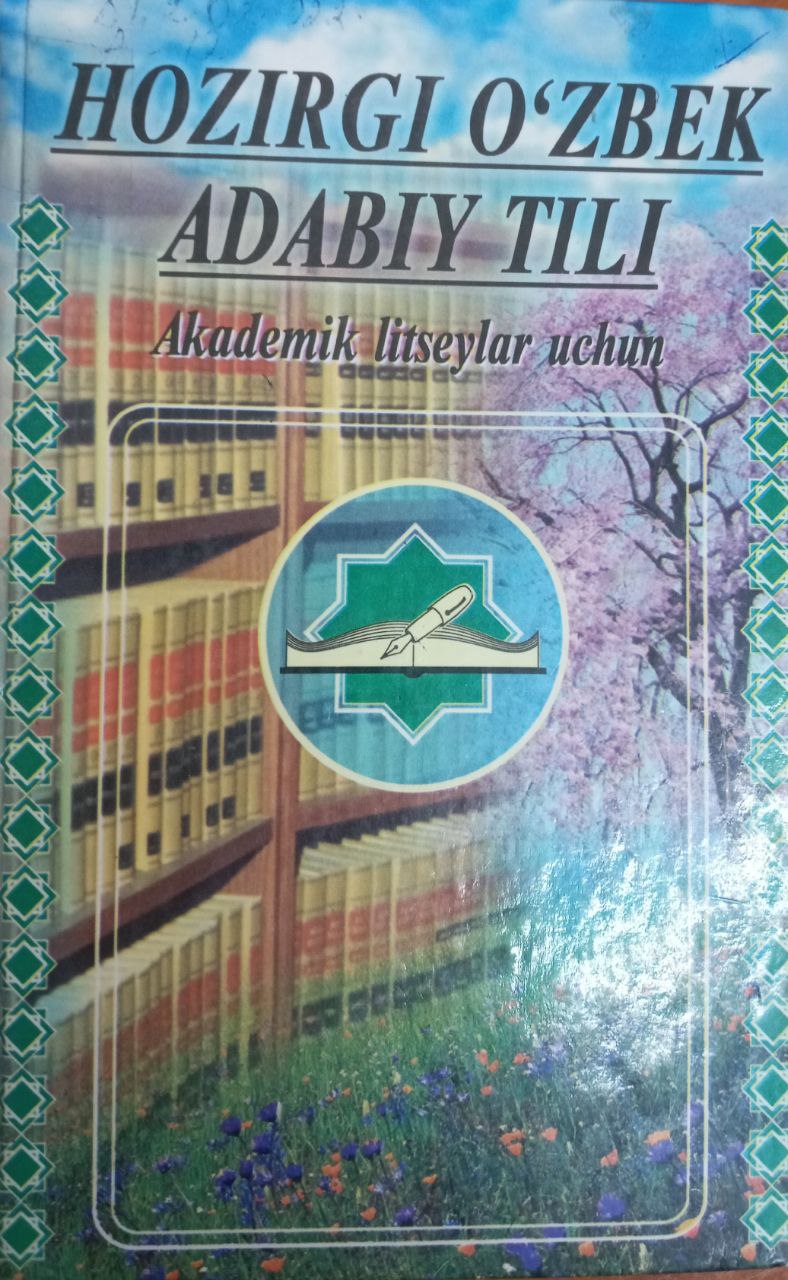 HOZIRGI O‘ZBEK
ADABIY TILI
Akademik litseylar uchun